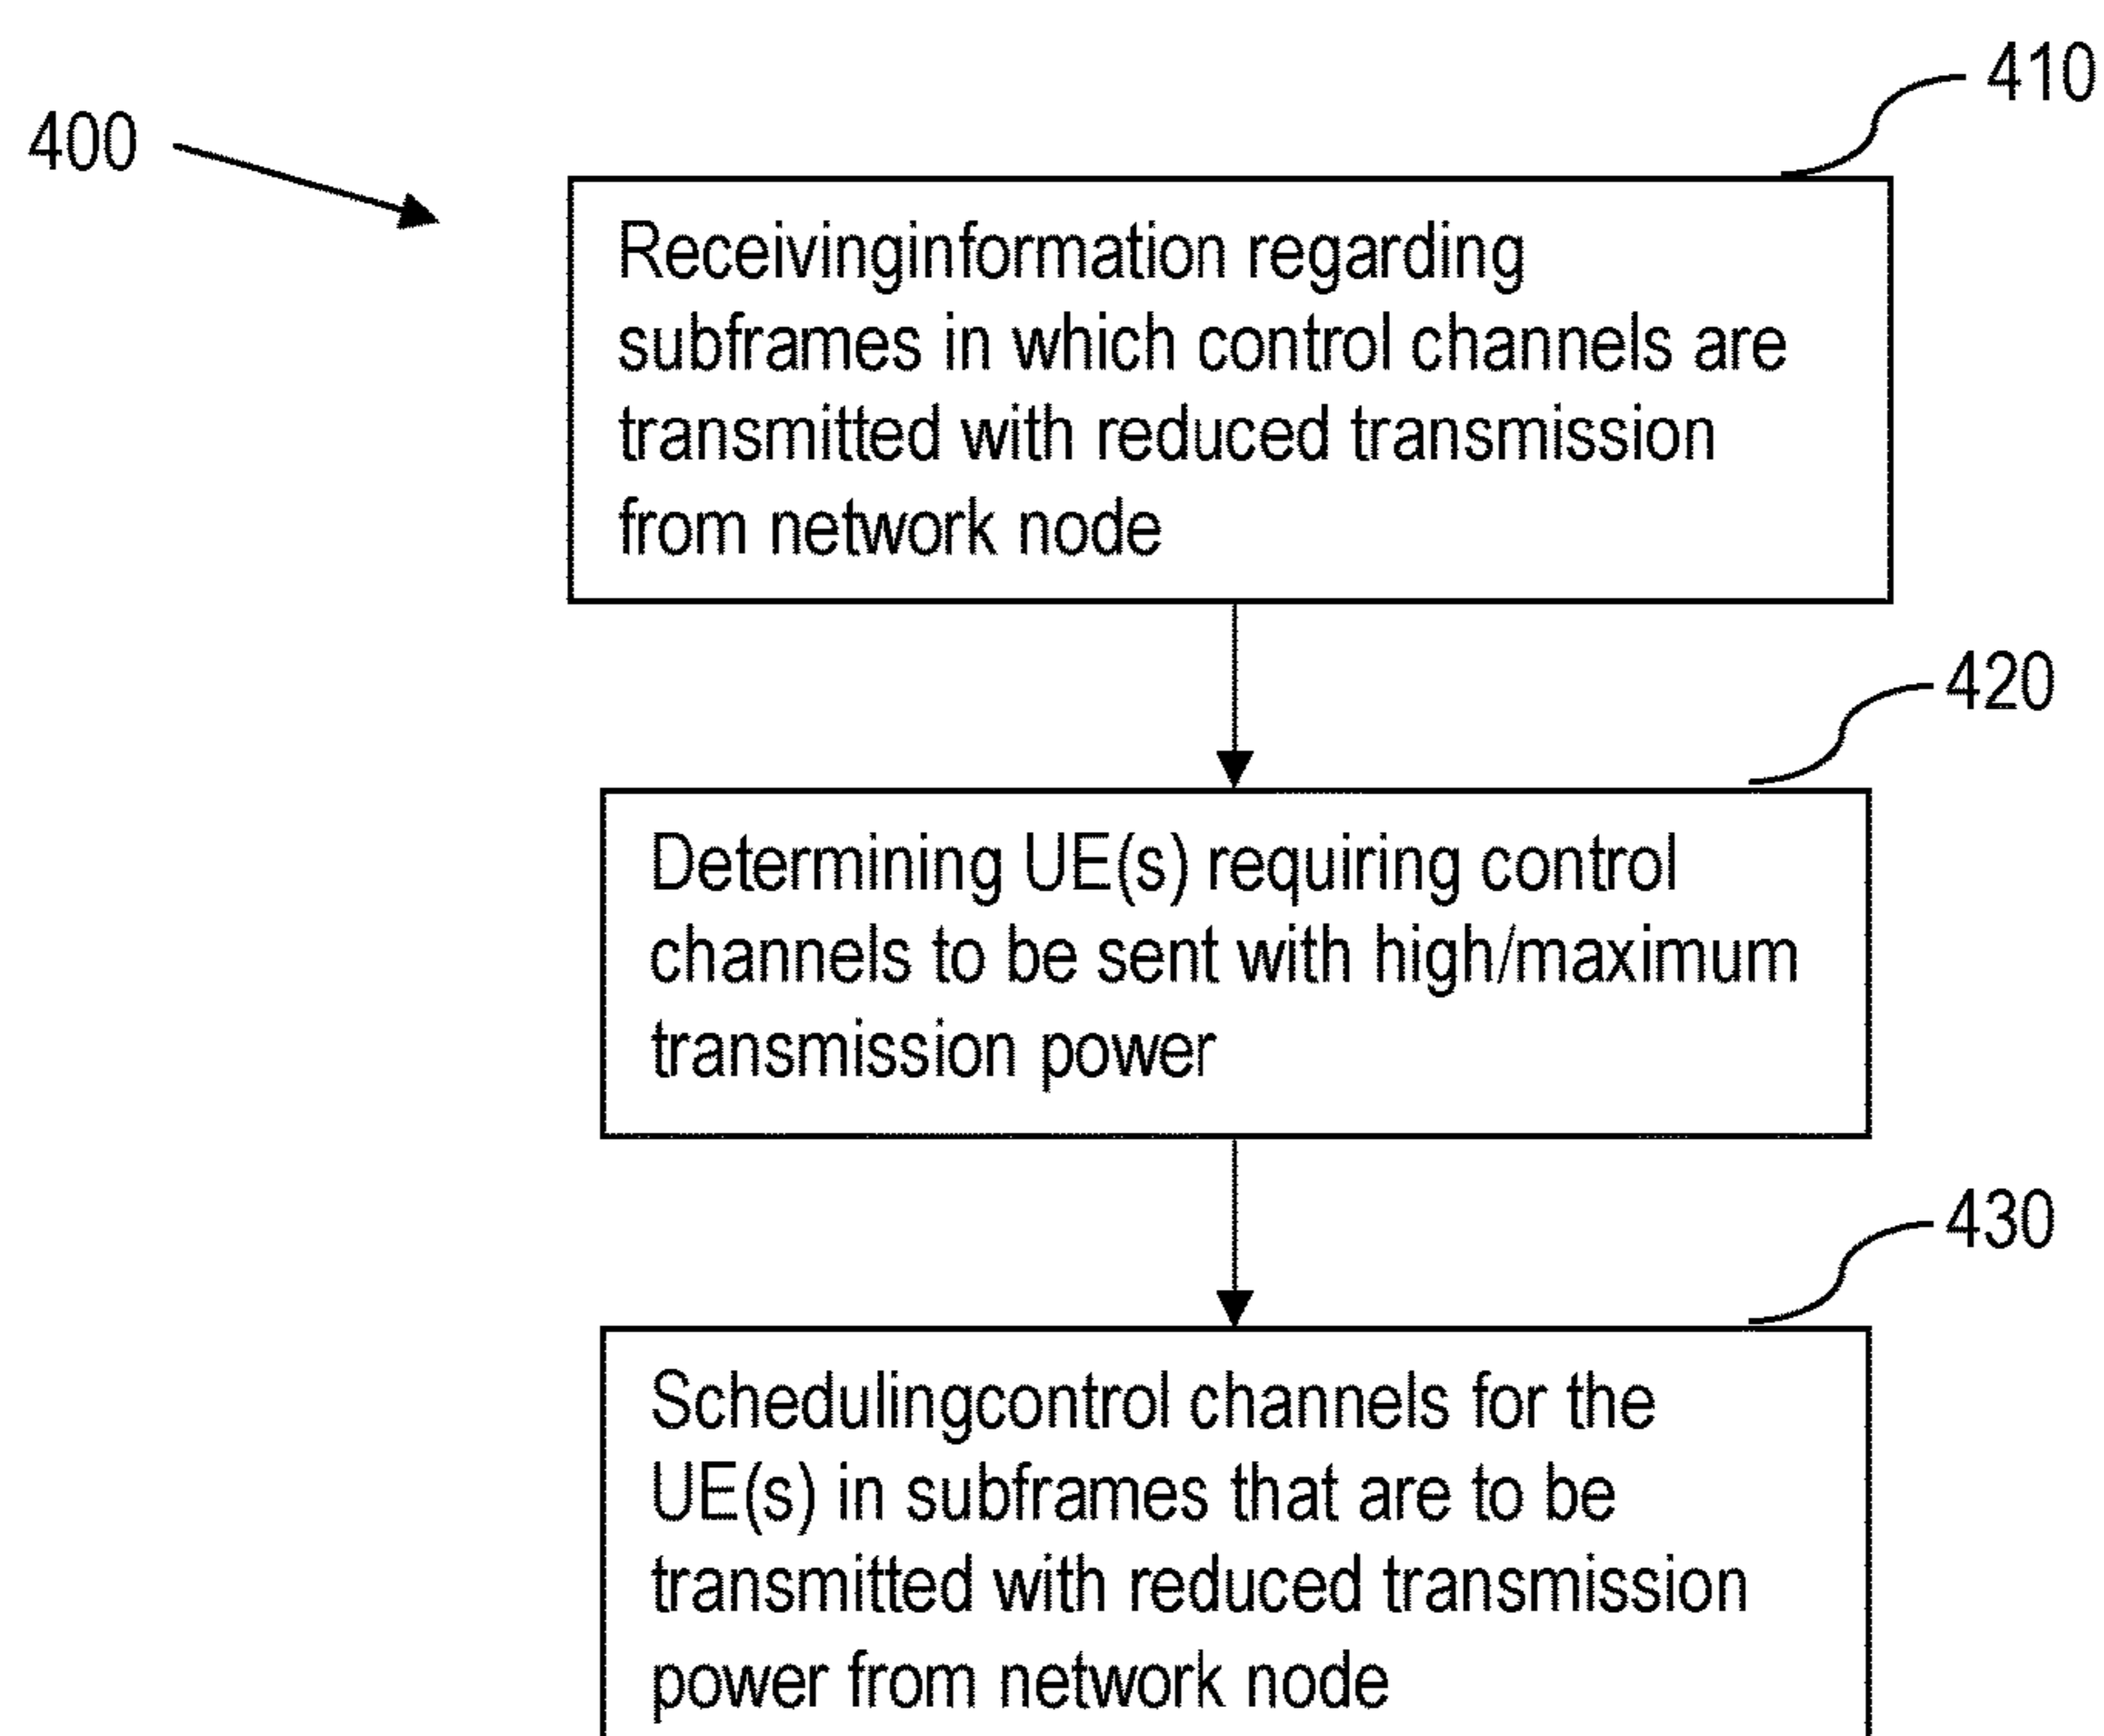 410
400
Receivinginformation regarding
subframes in which control channels are
transmitted with reduced transmission
from network node
420
Determining UE(s) requiring control
channels to be sent with high/maximum
transmission power
430
Schedulingcontrol channels for the
UE(s) in subframes that are to be
transmitted with reduced transmission
power from network node